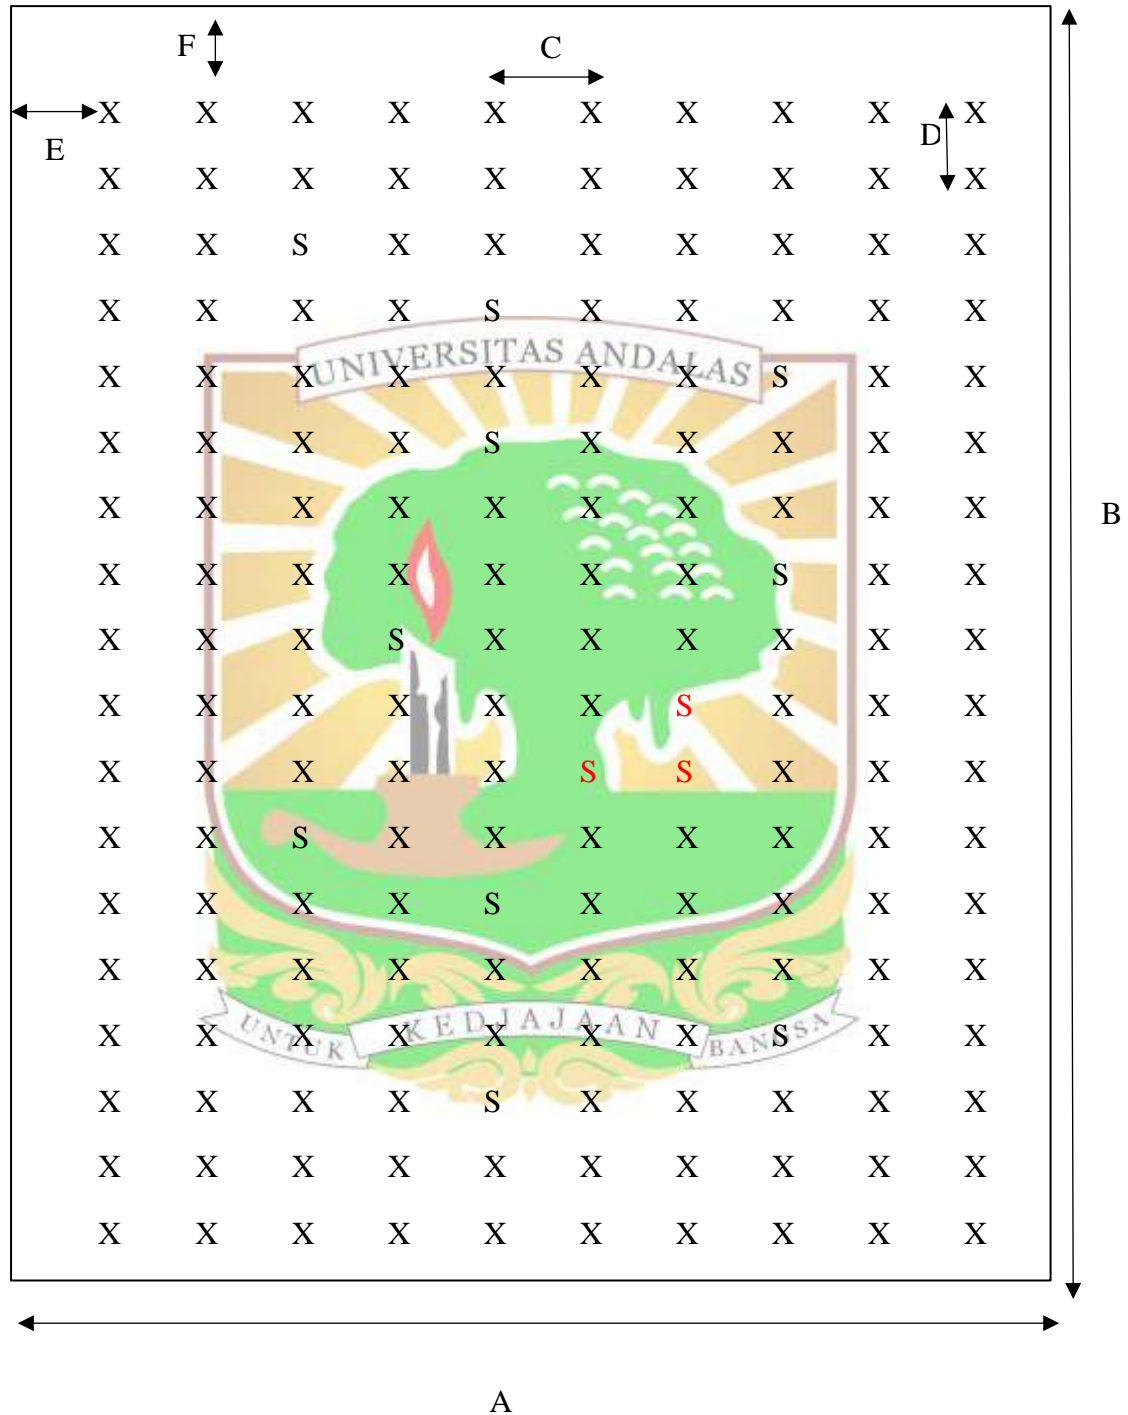 F C
X X X X X X X X X X
E D
X X X X X X X X X X
X X S X X X X X X X
X X X X S X X X X X
UNIVERSITAS ANDALAS
X X X X X X X S X X
X X X X S X X X X X
X X X X X X X X X X
B
X X X X X X X S X X
X X X S X X X X X X
X X X X X X S X X X
X X X X X S S X X X
X X S X X X X X X X
X X X X S X X X X X
X X X X X X X X X X
UNTUK KEDJAJAAN BANGSA
X X X X X X X S X X
X X X X S X X X X X
X X X X X X X X X X
X X X X X X X X X X
A